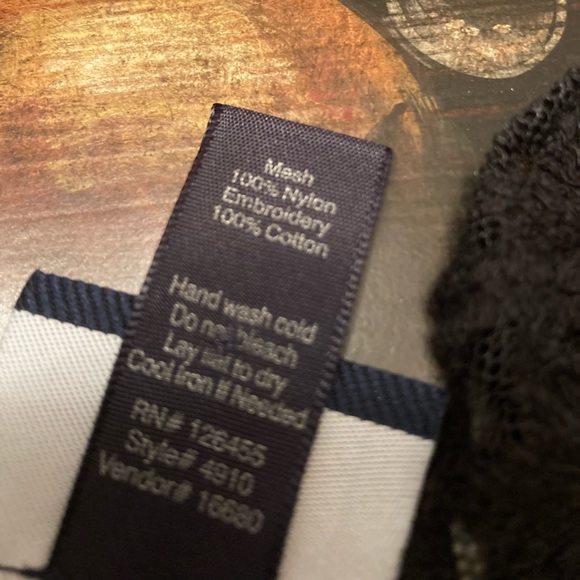 Mesh
100% Nylon
Embroidery
100% Cotton
Hand wash cold
Do not bleach
Lay flat to dry
Cool Iron If Needed
RN# 126455
Style# 4910
Vendor# 16680